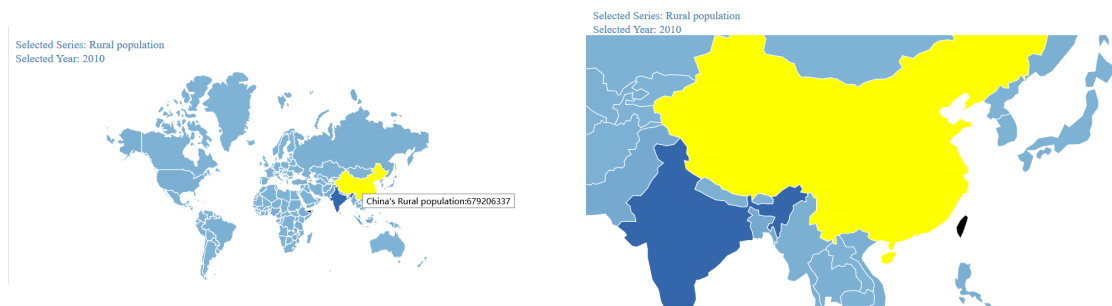 Selected Series: Rural population
Selected Year: 2010
China's Rural population:679206337
Selected Series: Rural population
Selected Year: 2010